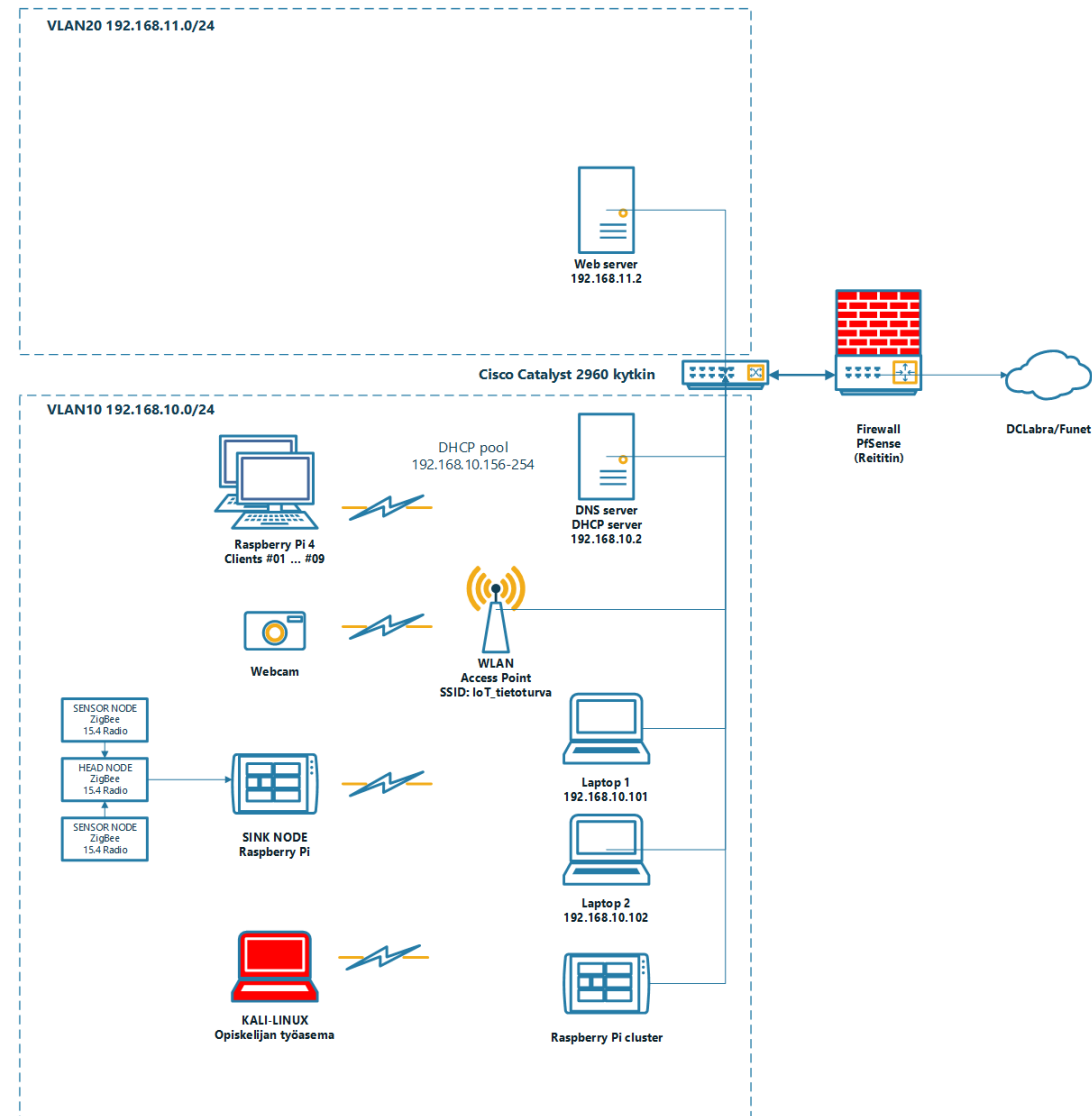 VLAN20 192.168.11.0/24
Web server
192.168.11.2
Cisco Catalyst 2960 kytkin
Firewall
PfSense
(Reititin)
DCLabra/Funet
VLAN10 192.168.10.0/24
DHCP pool
192.168.10.156-254
Raspberry Pi 4
Clients #01 ... #09
DNS server
DHCP server
192.168.10.2
Webcam
WLAN
Access Point
SSID: IoT_tietoturva
SENSOR NODE
ZigBee
15.4 Radio
HEAD NODE
ZigBee
15.4 Radio
SENSOR NODE
ZigBee
15.4 Radio
SINK NODE
Raspberry Pi
Laptop 1
192.168.10.101
Laptop 2
192.168.10.102
KALI-LINUX
Opiskelijan työasema
Raspberry Pi cluster